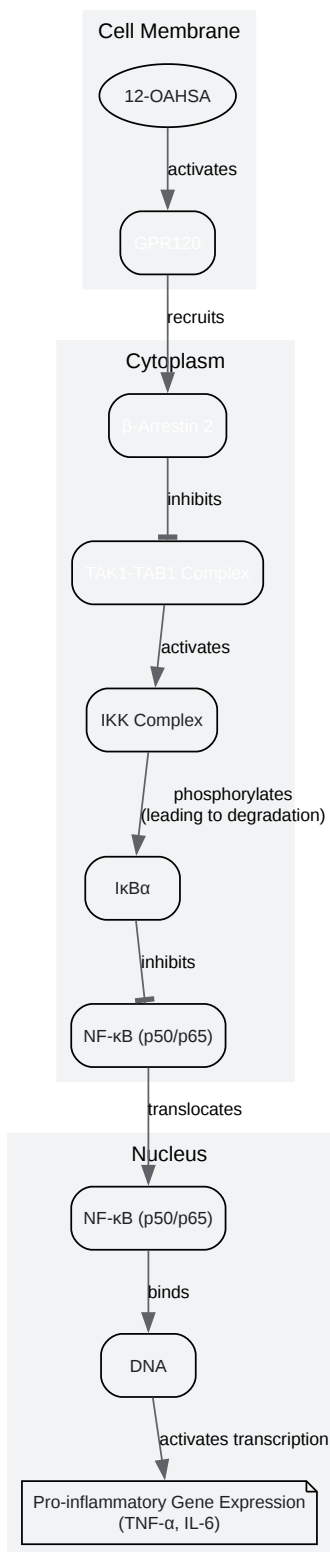 Cell Membrane
12-OAHSA
activates
GPR120
recruits
Cytoplasm
β-Arrestin 2
inhibits
TAK1-TAB1 Complex
activates
IKK Complex
phosphorylates
(leading to degradation)
IκBα
inhibits
NF-κB (p50/p65)
translocates
Nucleus
NF-κB (p50/p65)
binds
DNA
activates transcription
Pro-inflammatory Gene Expression
(TNF-α, IL-6)